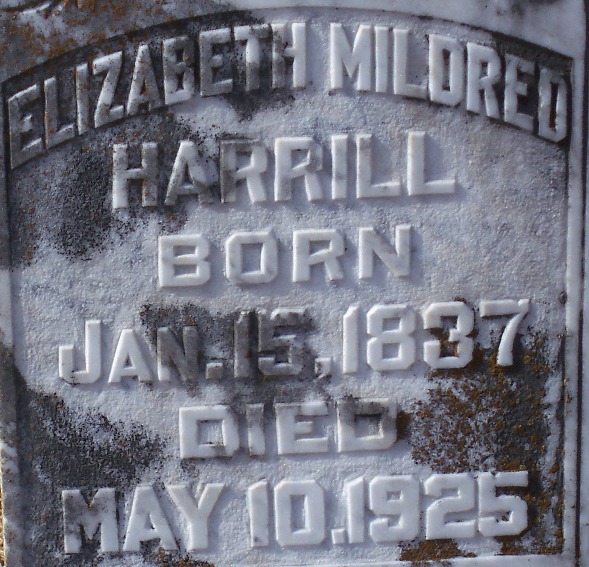 ELIZABETH MILDRED
HARRILL
BORN
JAN. 15, 1837
DIED
MAY 10, 1925